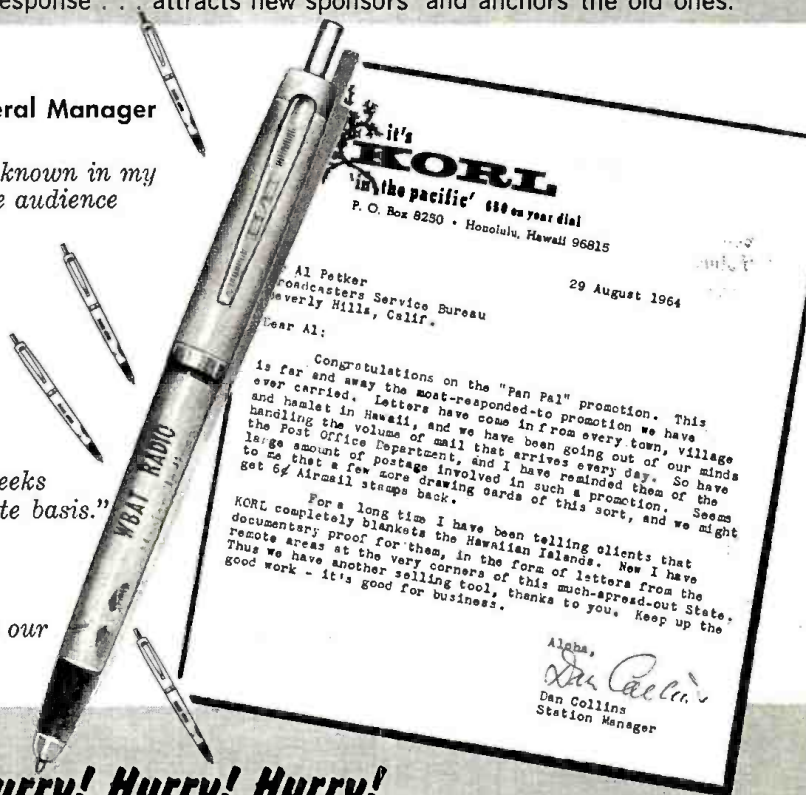 esponse . . . attracts new sponsors and anchors the old ones.
eral Manager
known in my
e audience
eeks
te basis."
our
WBAT RADIO
it's
KORL
'in the pacific' 650 on your dial
P. O. Box 8250 • Honolulu, Hawaii 96815
29 August 1964
Al Petker
roadcasters Service Bureau
everly Hills, Calif.
Dear Al:
Congratulations on the "Pan Pal" promotion. This
is far and away the most-responded-to promotion we have
ever carried. Letters have come in from every town, village
and hamlet in Hawaii, and we have been going out of our minds
handling the volume of mail that arrives every day. So have
the Post Office Department, and I have reminded them of the
large amount of postage involved in such a promotion. Seems
to me that a few more drawing cards of this sort, and we might
get 6¢ Airmail stamps back.
For a long time I have been telling clients that
KORL completely blankets the Hawaiian Islands. Now I have
documentary proof for them, in the form of letters from the
remote areas at the very corners of this much-apread-out State.
Thus we have another selling tool, thanks to you. Keep up the
good work - it's good for business.
Aloha,
Dan Collins
Dan Collins
Station Manager
Hurry! Hurry! Hurry!